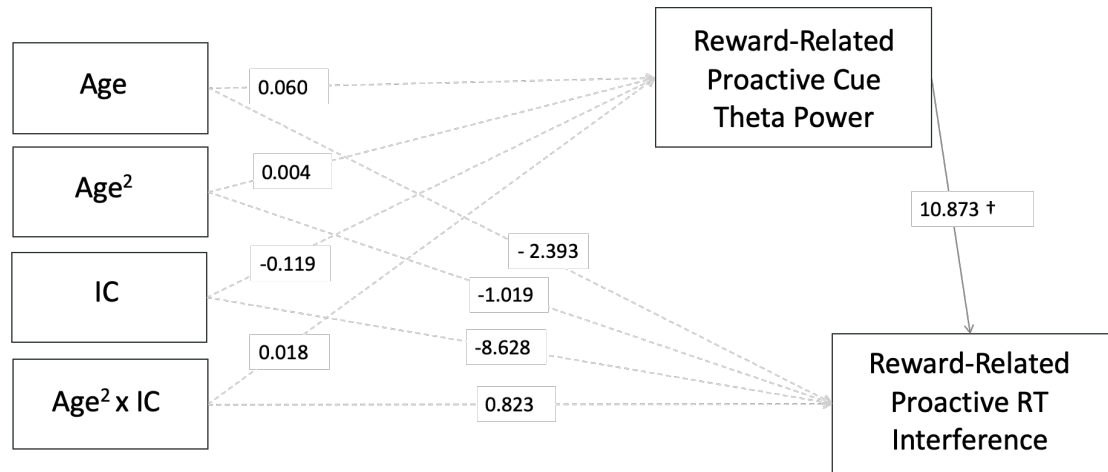 Reward-Related
Proactive Cue
Theta Power
Age
0.060
Age²
0.004
10.873 †
- 2.393
IC
-0.119
-1.019
Age² x IC
0.018
-8.628
0.823
Reward-Related
Proactive RT
Interference